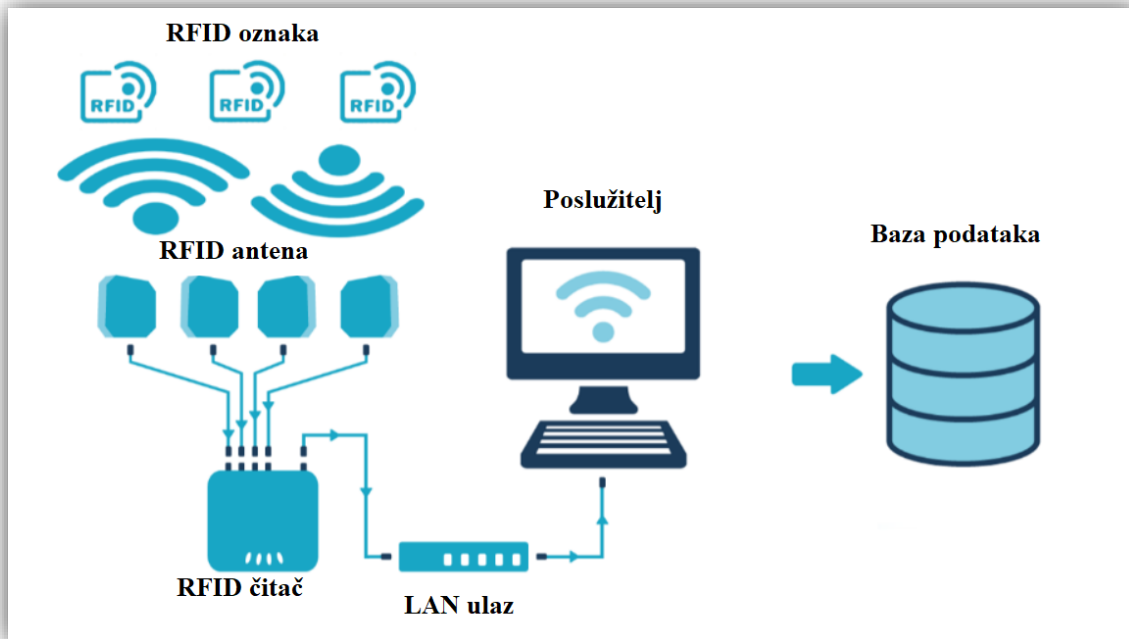 RFID oznaka
RFID
RFID
RFID
RFID antena
Poslužitelj
Baza podataka
RFID čitač
LAN ulaz